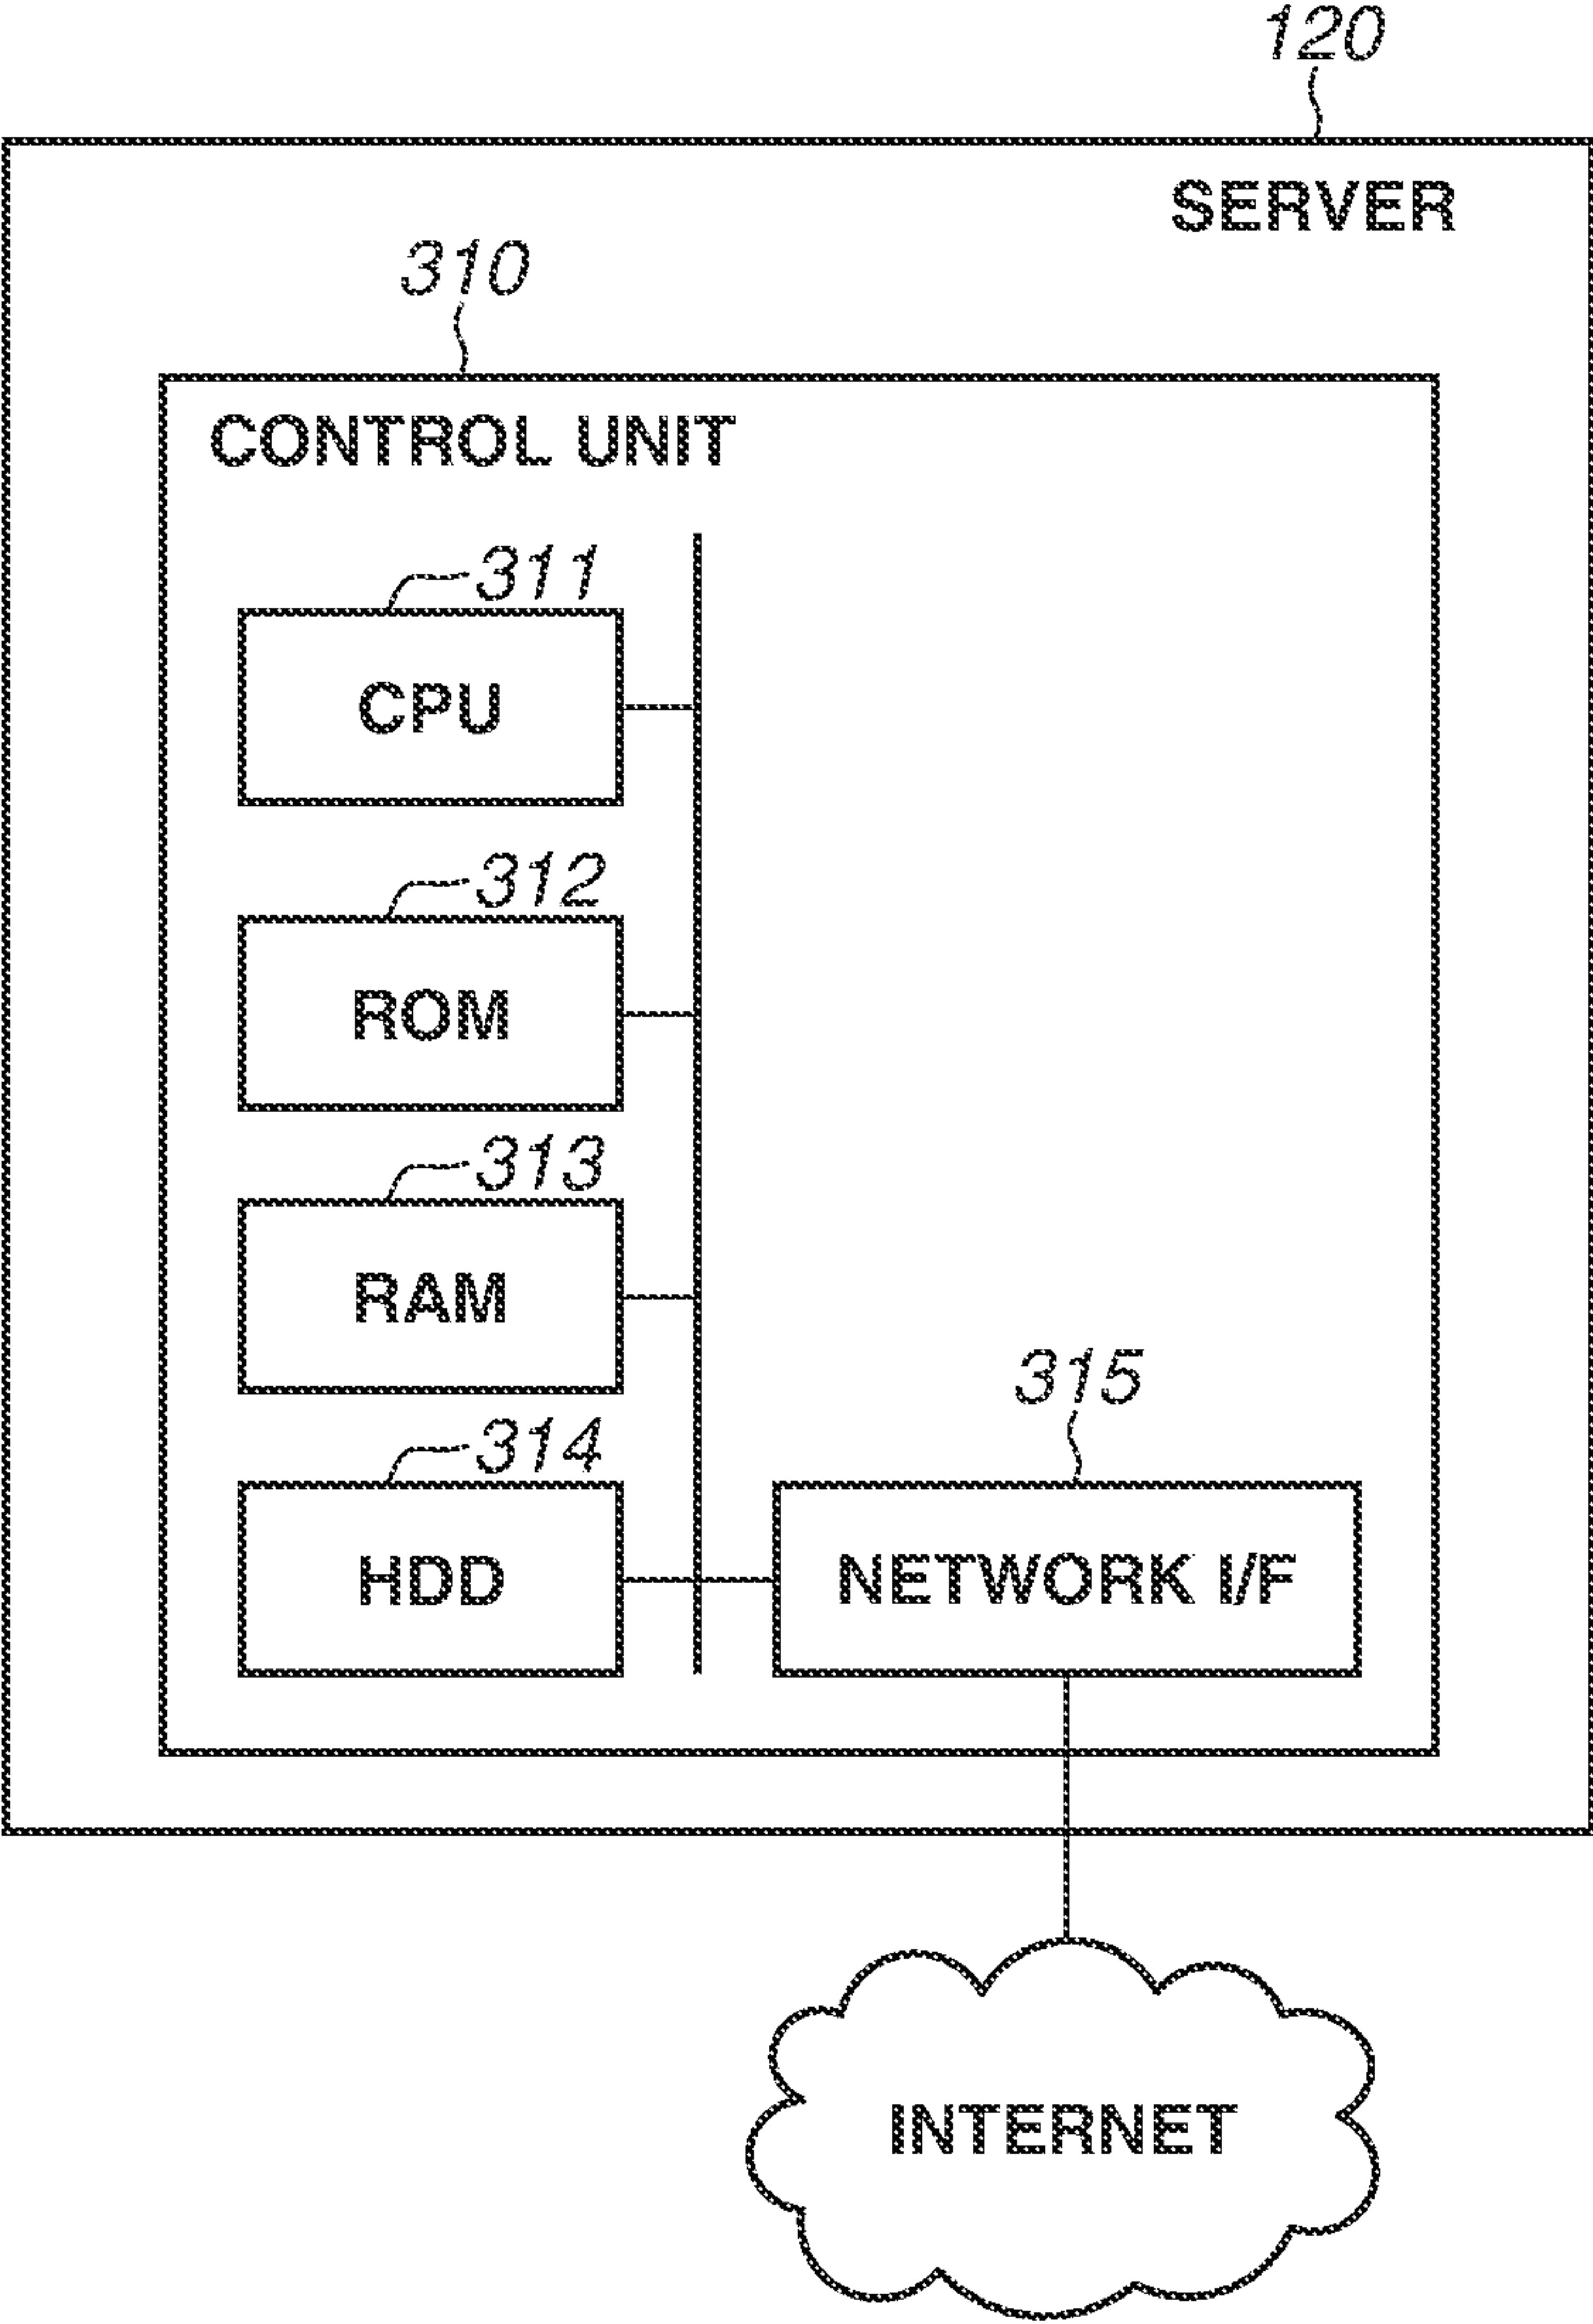 120
SERVER
310
CONTROL UNIT
311
CPU
312
ROM
313
RAM
314
HDD
315
NETWORK I/F
INTERNET